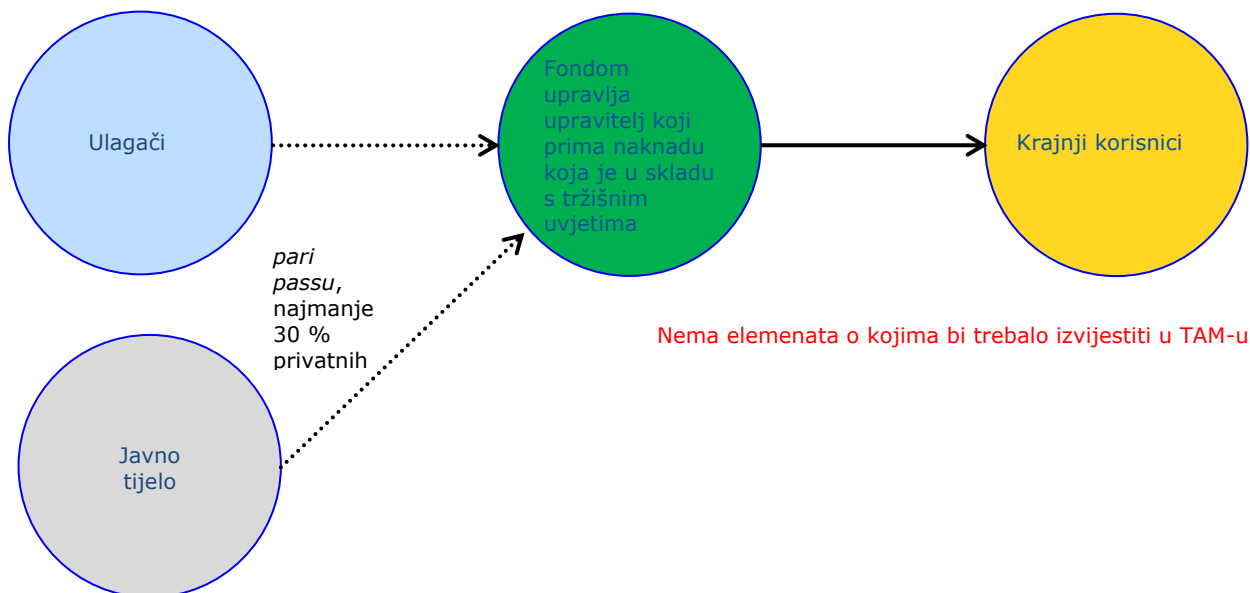 Ulagači
Fondom
upravlja
upravitelj koji
prima naknadu
koja je u skladu
s tržišnim
uvjetima
Krajnji korisnici
pari
passu,
najmanje
30 %
privatnih
Nema elemenata o kojima bi trebalo izvijestiti u TAM-u
Javno
tijelo